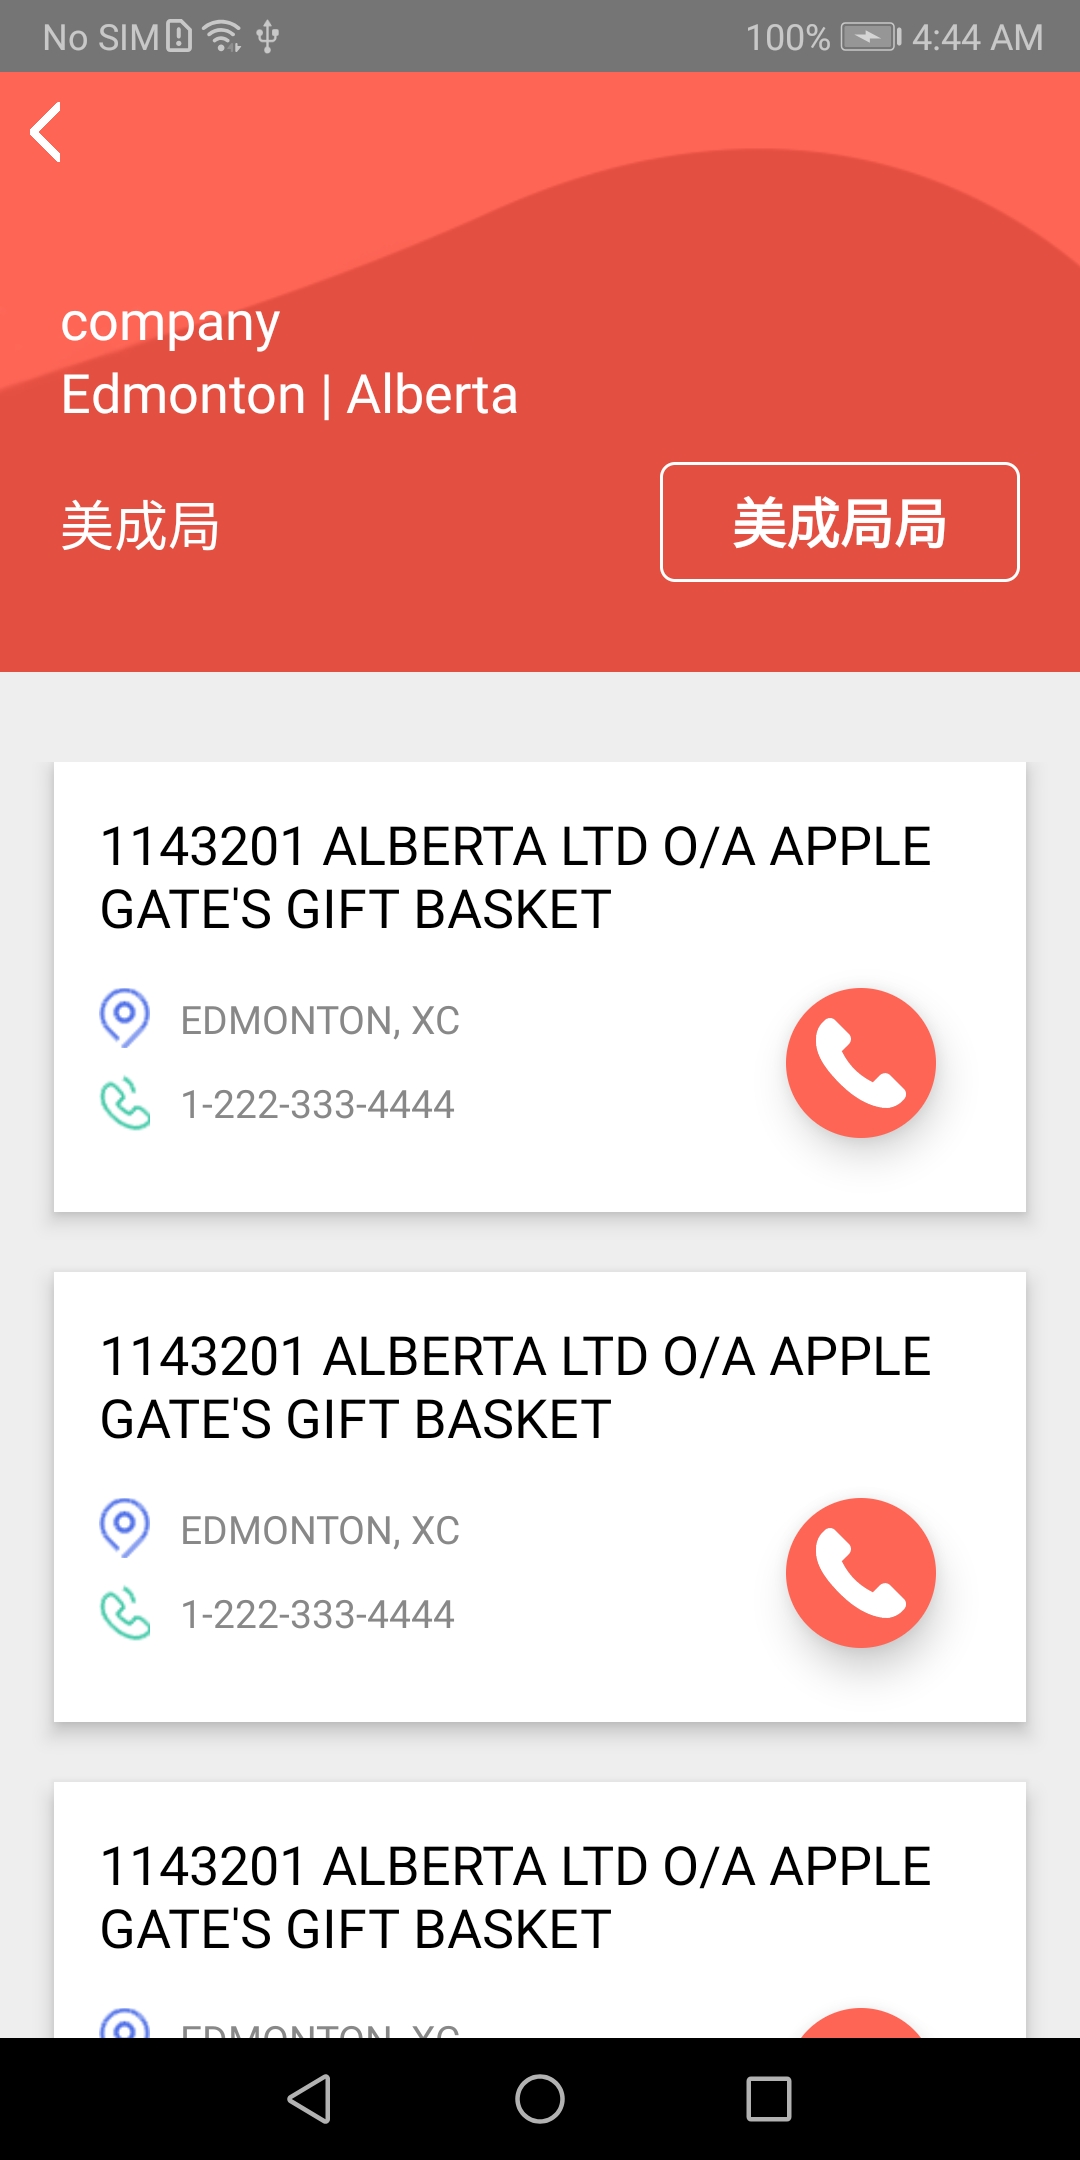 No SIM 100% 4:44 AM
company
Edmonton | Alberta
美成局 美成局局
1143201 ALBERTA LTD O/A APPLE
GATE'S GIFT BASKET
EDMONTON, XC
1-222-333-4444
1143201 ALBERTA LTD O/A APPLE
GATE'S GIFT BASKET
EDMONTON, XC
1-222-333-4444
1143201 ALBERTA LTD O/A APPLE
GATE'S GIFT BASKET
EDMONTON, XC